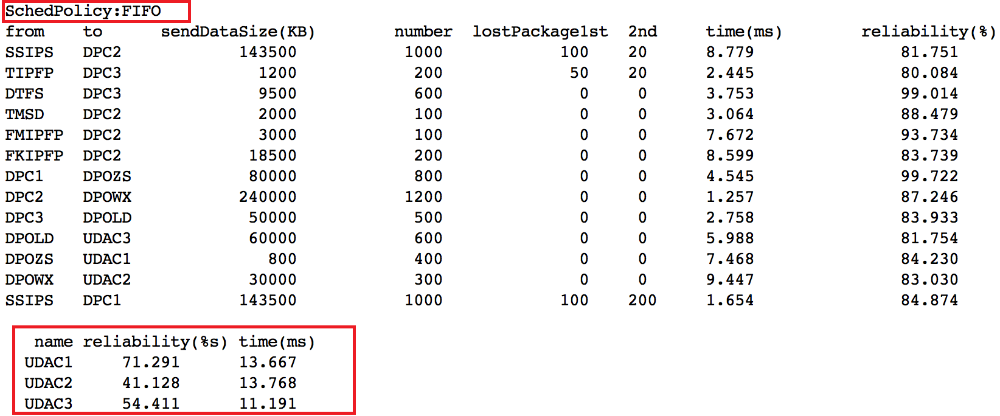 SchedPolicy:FIFO
from to sendDataSize(KB) number lostPackage1st 2nd time(ms) reliability(%)
SSIPS DPC2 143500 1000 100 20 8.779 81.751
TIPFP DPC3 1200 200 50 20 2.445 80.084
DTFS DPC3 9500 600 0 0 3.753 99.014
TMSD DPC2 2000 100 0 0 3.064 88.479
FMIPFP DPC2 3000 100 0 0 7.672 93.734
FKIPFP DPC2 18500 200 0 0 8.599 83.739
DPC1 DPOZS 80000 800 0 0 4.545 99.722
DPC2 DPOWX 240000 1200 0 0 1.257 87.246
DPC3 DPOLD 50000 500 0 0 2.758 83.933
DPOLD UDAC3 60000 600 0 0 5.988 81.754
DPOZS UDAC1 800 400 0 0 7.468 84.230
DPOWX UDAC2 30000 300 0 0 9.447 83.030
SSIPS DPC1 143500 1000 100 200 1.654 84.874
name reliability(%s) time(ms)
UDAC1 71.291 13.667
UDAC2 41.128 13.768
UDAC3 54.411 11.191